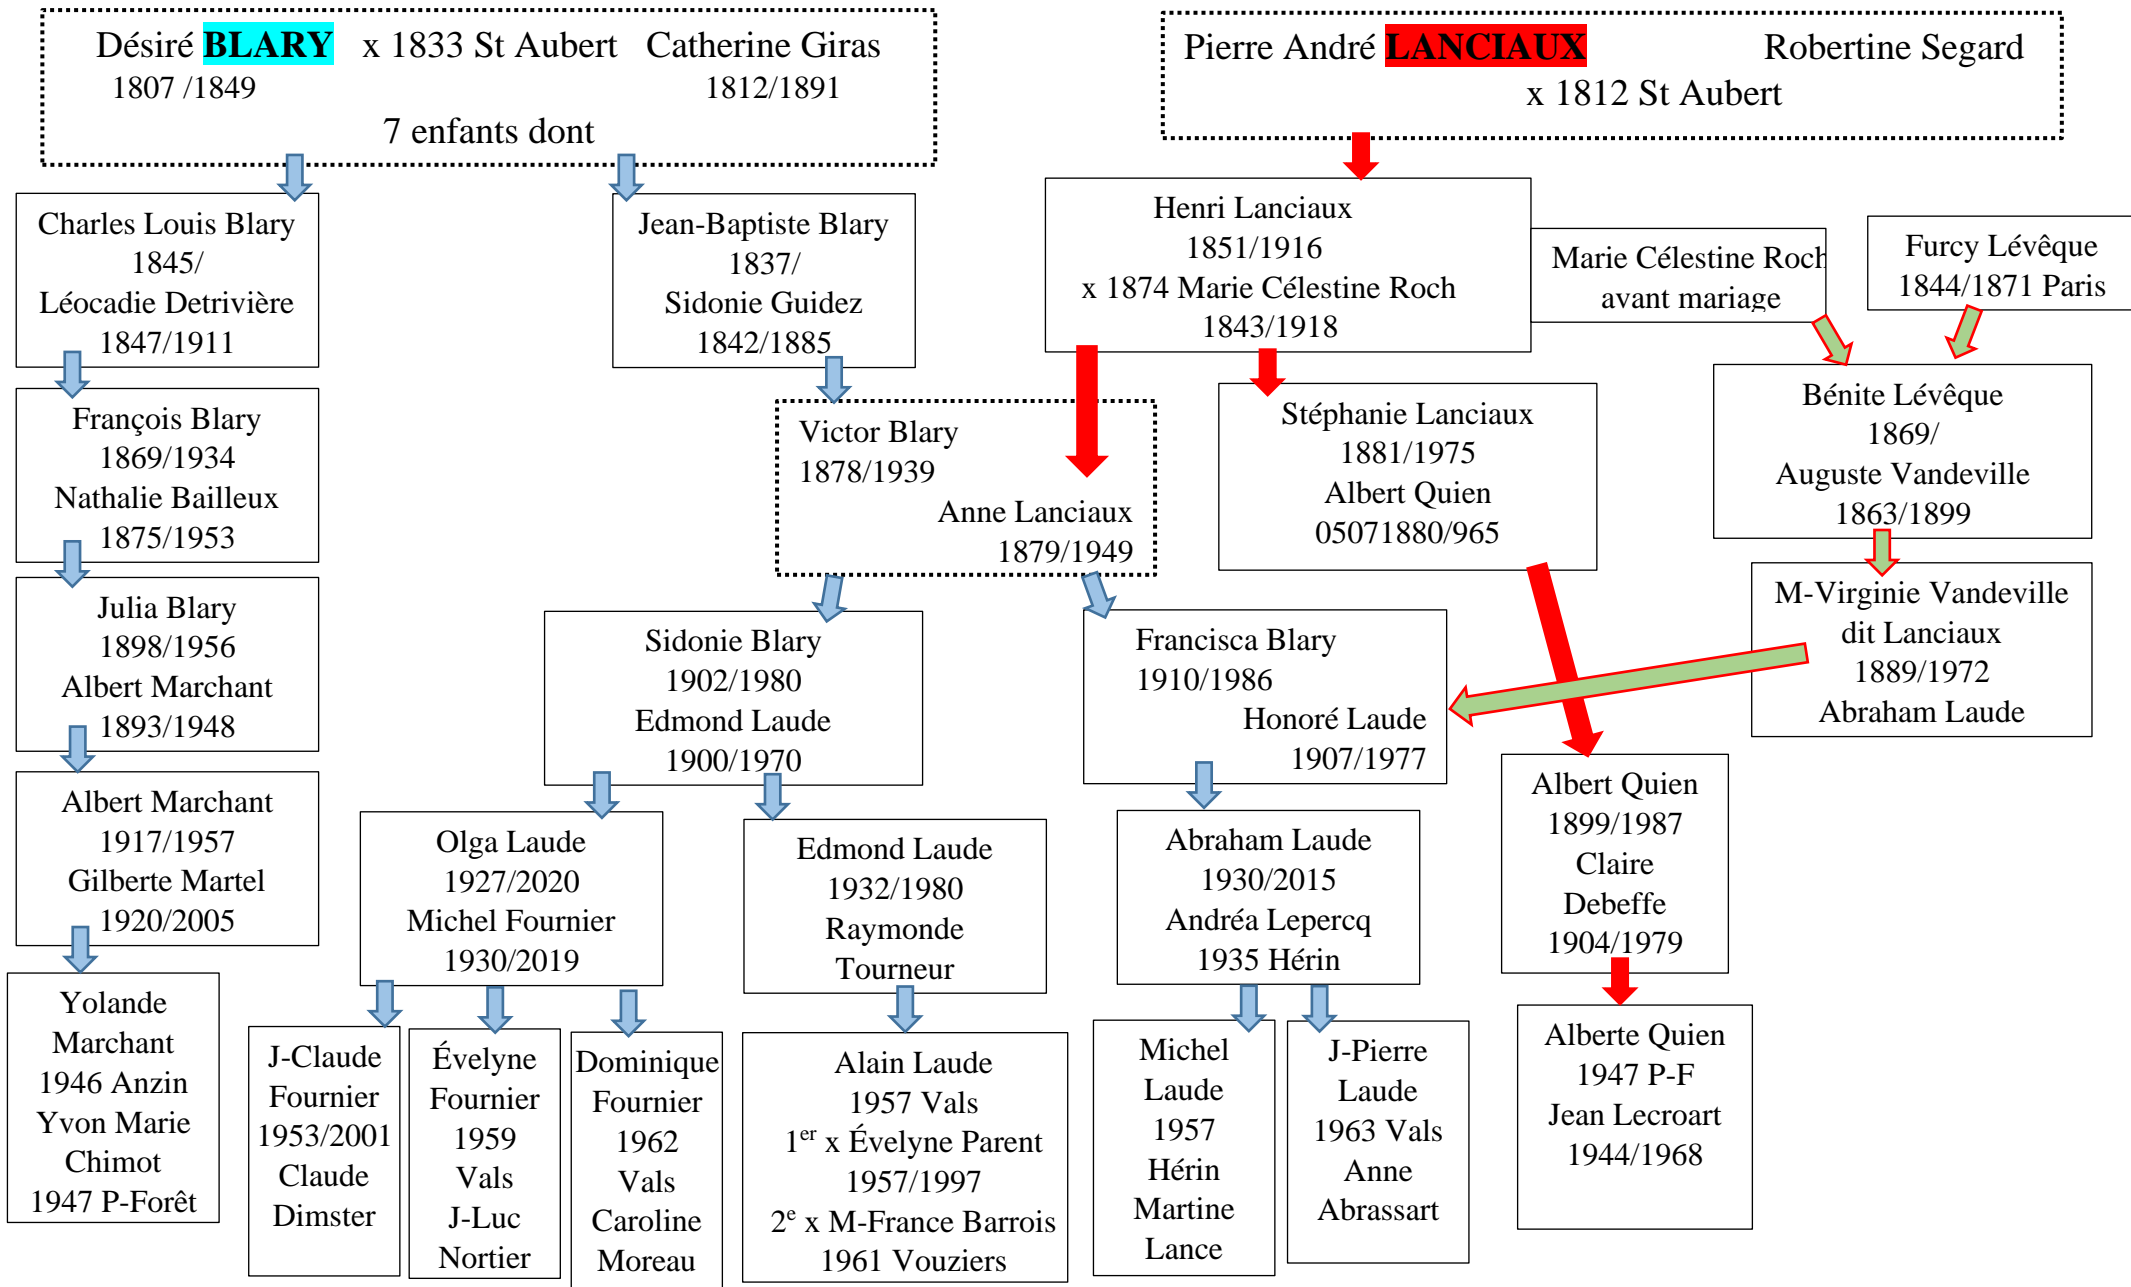 Désiré BLARY x 1833 St Aubert Catherine Giras
1807 /1849 1812/1891
7 enfants dont
Pierre André LANCIAUX Robertine Segard
x 1812 St Aubert
Charles Louis Blary
1845/
Léocadie Detrivière
1847/1911
Jean-Baptiste Blary
1837/
Sidonie Guidez
1842/1885
Henri Lanciaux
1851/1916
x 1874 Marie Célestine Roch
1843/1918
Marie Célestine Roch
avant mariage
Furcy Lévêque
1844/1871 Paris
François Blary
1869/1934
Nathalie Bailleux
1875/1953
Victor Blary
1878/1939
Anne Lanciaux
1879/1949
Stéphanie Lanciaux
1881/1975
Albert Quien
05071880/965
Bénite Lévêque
1869/
Auguste Vandeville
1863/1899
Julia Blary
1898/1956
Albert Marchant
1893/1948
Sidonie Blary
1902/1980
Edmond Laude
1900/1970
Francisca Blary
1910/1986
Honoré Laude
1907/1977
M-Virginie Vandeville
dit Lanciaux
1889/1972
Abraham Laude
Albert Marchant
1917/1957
Gilberte Martel
1920/2005
Olga Laude
1927/2020
Michel Fournier
1930/2019
Edmond Laude
1932/1980
Raymonde
Tourneur
Abraham Laude
1930/2015
Andréa Lepercq
1935 Hérin
Albert Quien
1899/1987
Claire
Debeffe
1904/1979
Yolande
Marchant
1946 Anzin
Yvon Marie
Chimot
1947 P-Forêt
J-Claude
Fournier
1953/2001
Claude
Dimster
Évelyne
Fournier
1959
Vals
J-Luc
Nortier
Dominique
Fournier
1962
Vals
Caroline
Moreau
Alain Laude
1957 Vals
1er x Évelyne Parent
1957/1997
2e x M-France Barrois
1961 Vouziers
Michel
Laude
1957
Hérin
Martine
Lance
J-Pierre
Laude
1963 Vals
Anne
Abrassart
Alberte Quien
1947 P-F
Jean Lecroart
1944/1968